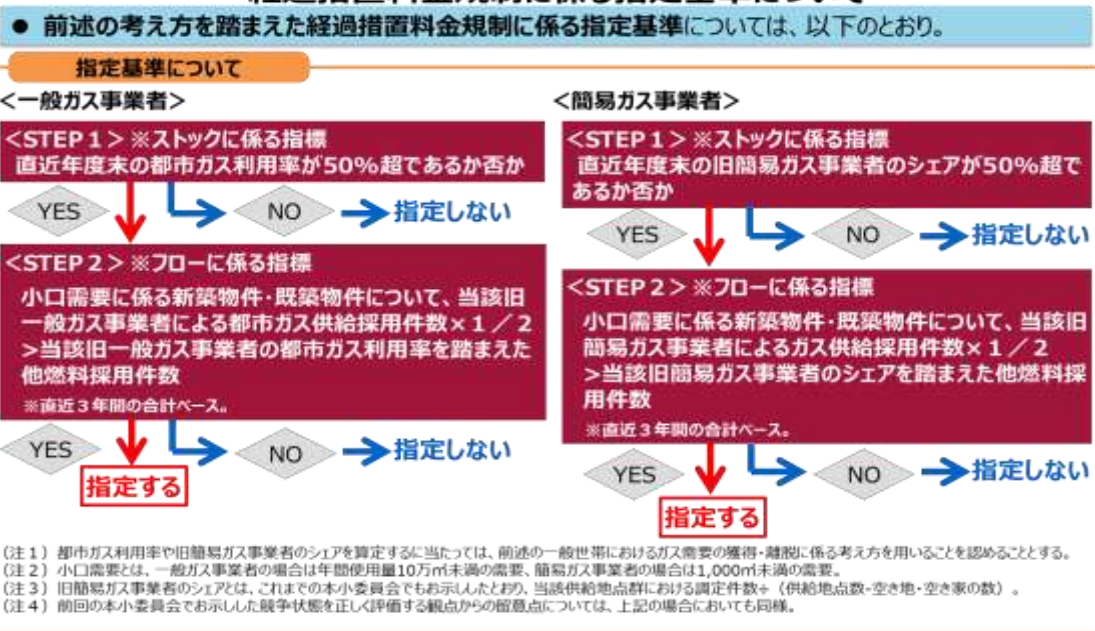 経過措置料金規制に係る指定基準について
● 前述の考え方を踏まえた経過措置料金規制に係る指定基準については、以下のとおり。
指定基準について
<一般ガス事業者>
<STEP1>※ストックに係る指標
直近年度末の都市ガス利用率が50%超であるか否か
YES
NO
指定しない
<STEP2>※フローに係る指標
小口需要に係る新築物件・既築物件について、当該旧
一般ガス事業者による都市ガス供給採用件数×1/2
>当該旧一般ガス事業者の都市ガス利用率を踏まえた
他燃料採用件数
※直近3年間の合計ベース。
YES
NO
指定しない
指定する
<簡易ガス事業者>
<STEP1>※ストックに係る指標
直近年度末の旧簡易ガス事業者のシェアが50%超で
あるか否か
YES
NO
指定しない
<STEP2>※フローに係る指標
小口需要に係る新築物件・既築物件について、当該旧
簡易ガス事業者によるガス供給採用件数×1/2
>当該旧簡易ガス事業者のシェアを踏まえた他燃料採
用件数
※直近3年間の合計ベース。
YES
NO
指定しない
指定する
(注1)都市ガス利用率や旧簡易ガス事業者のシェアを算定するに当たっては、前述の一般世帯におけるガス需要の獲得・離脱に係る考え方を用いることを認めることとする。
(注2)小口需要とは、一般ガス事業者の場合は年間使用量10万㎥未満の需要、簡易ガス事業者の場合は1,000㎥未満の需要。
(注3)旧簡易ガス事業者のシェアとは、これまでの本小委員会でもお示ししたとおり、当該供給地点群における調定件数÷(供給地点数-空き地・空き家の数)。
(注4)前回の本小委員会でお示しした競争状態を正しく評価する観点からの留意点については、上記の場合においても同様。